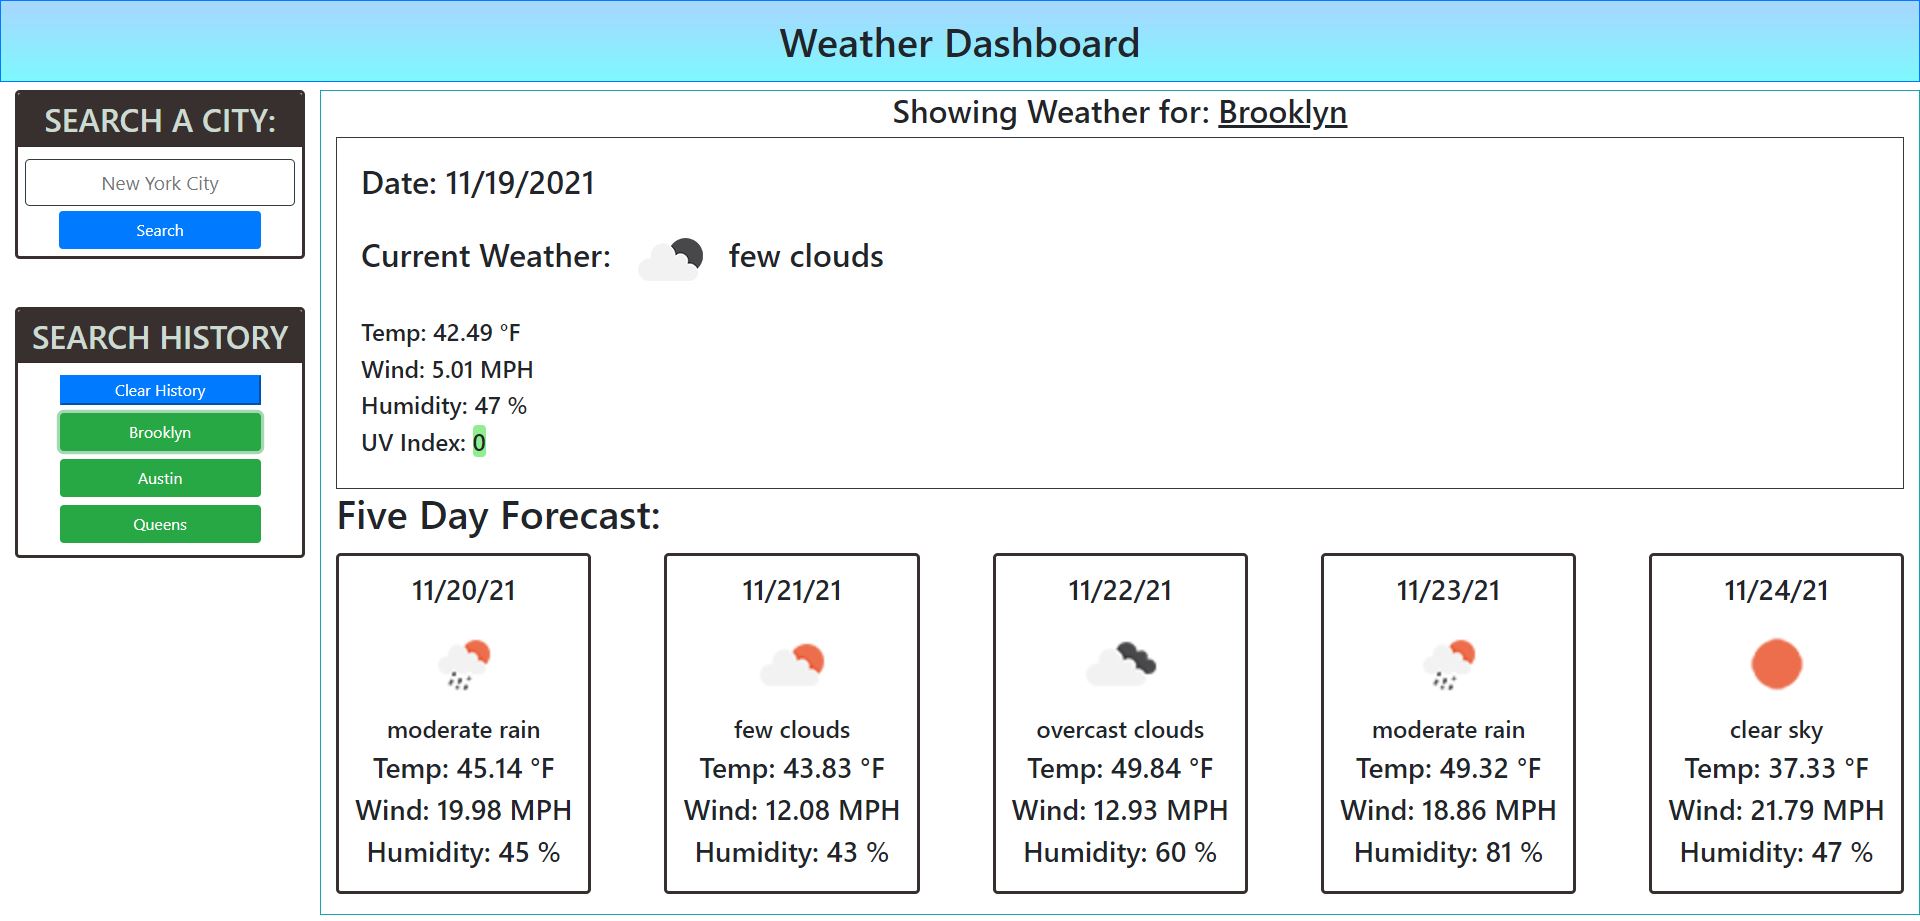 Weather Dashboard
SEARCH A CITY:
New York City
Search
SEARCH HISTORY
Clear History
Brooklyn
Austin
Queens
Showing Weather for: Brooklyn
Date: 11/19/2021
Current Weather: few clouds
Temp: 42.49 °F
Wind: 5.01 MPH
Humidity: 47 %
UV Index: 0
Five Day Forecast:
11/20/21
moderate rain
Temp: 45.14 °F
Wind: 19.98 MPH
Humidity: 45 %
11/21/21
few clouds
Temp: 43.83 °F
Wind: 12.08 MPH
Humidity: 43 %
11/22/21
overcast clouds
Temp: 49.84 °F
Wind: 12.93 MPH
Humidity: 60 %
11/23/21
moderate rain
Temp: 49.32 °F
Wind: 18.86 MPH
Humidity: 81 %
11/24/21
clear sky
Temp: 37.33 °F
Wind: 21.79 MPH
Humidity: 47 %